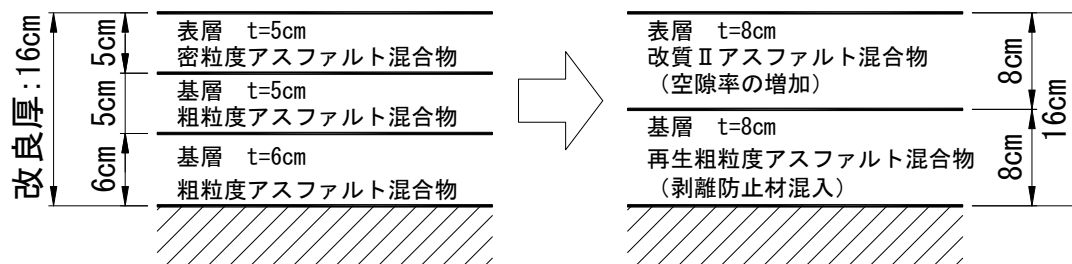 改良厚:16cm
5cm
5cm
6cm
表層　t=5cm
密粒度アスファルト混合物
基層　t=5cm
粗粒度アスファルト混合物
基層　t=6cm
粗粒度アスファルト混合物
表層　t=8cm
改質Ⅱアスファルト混合物
（空隙率の増加）
基層　t=8cm
再生粗粒度アスファルト混合物
（剥離防止材混入）
8cm
8cm
16cm